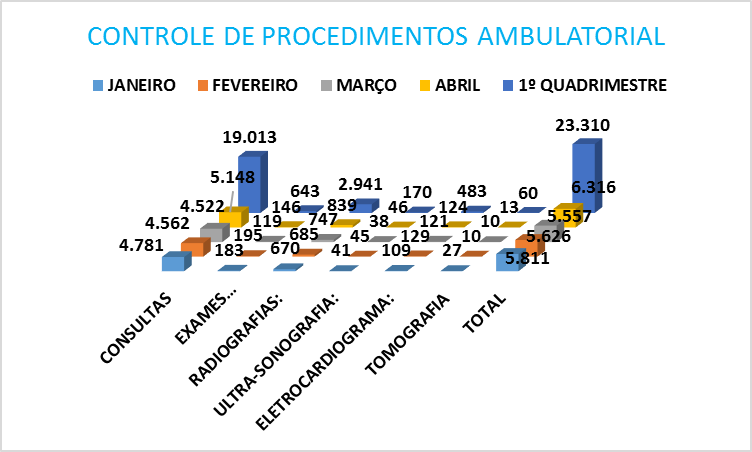 CONTROLE DE PROCEDIMENTOS AMBULATORIAL
JANEIRO FEVEREIRO MARÇO ABRIL 1º QUADRIMESTRE
19.013 643 2.941 170 483 60 23.310
5.148 146 839 46 124 13 6.316
4.522 119 747 38 121 10 5.557
4.562 195 685 45 129 10 5.626
4.781 183 670 41 109 27 5.811
CONSULTAS
EXAMES...
RADIOGRAFIAS:
ULTRA-SONOGRAFIA:
ELETROCARDIOGRAMA:
TOMOGRAFIA
TOTAL